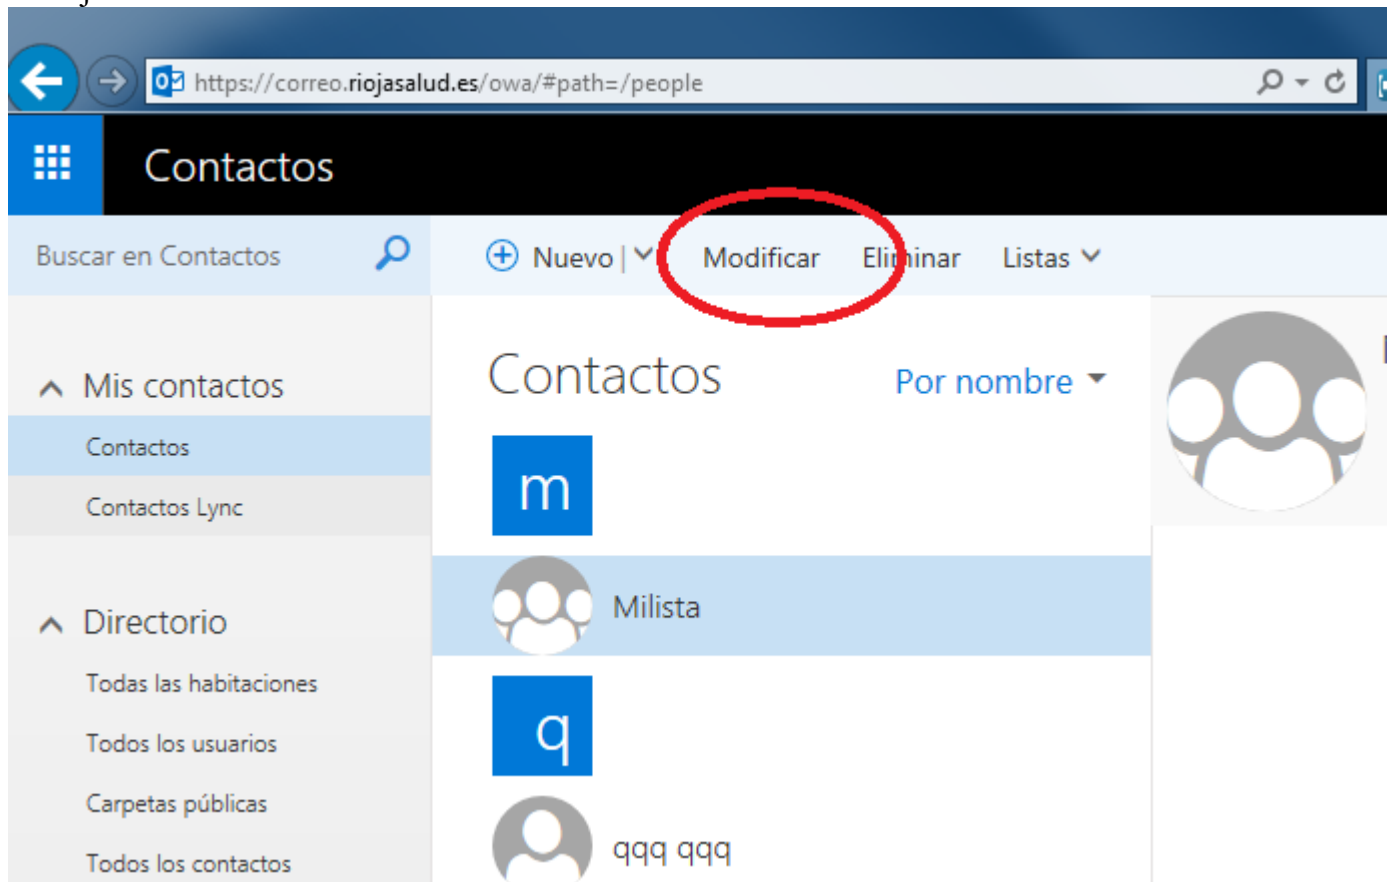 https://correo.riojasalud.es/owa/#path=/people
Contactos
Buscar en Contactos
Nuevo | Modificar Eliminar Listas
Mis contactos
Contactos
Contactos Lync
Directorio
Todas las habitaciones
Todos los usuarios
Carpetas públicas
Todos los contactos
Contactos Por nombre
m
Milista
q
qqq qqq